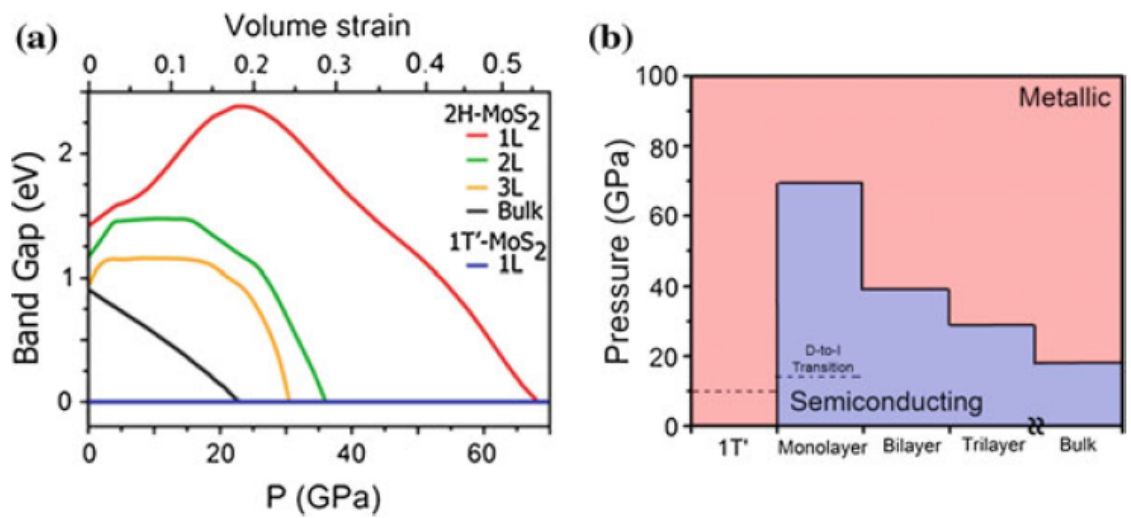 (a)
Volume strain
0 0.1 0.2 0.3 0.4 0.5
Band Gap (eV)
2
1
0
2H-MoS2
1L
2L
3L
Bulk
1T′-MoS2
1L
0 20 40 60
P (GPa)
(b)
Pressure (GPa)
100
80
60
40
20
0
Metallic
D-to-I
Transition
Semiconducting
1T' Monolayer Bilayer Trilayer Bulk